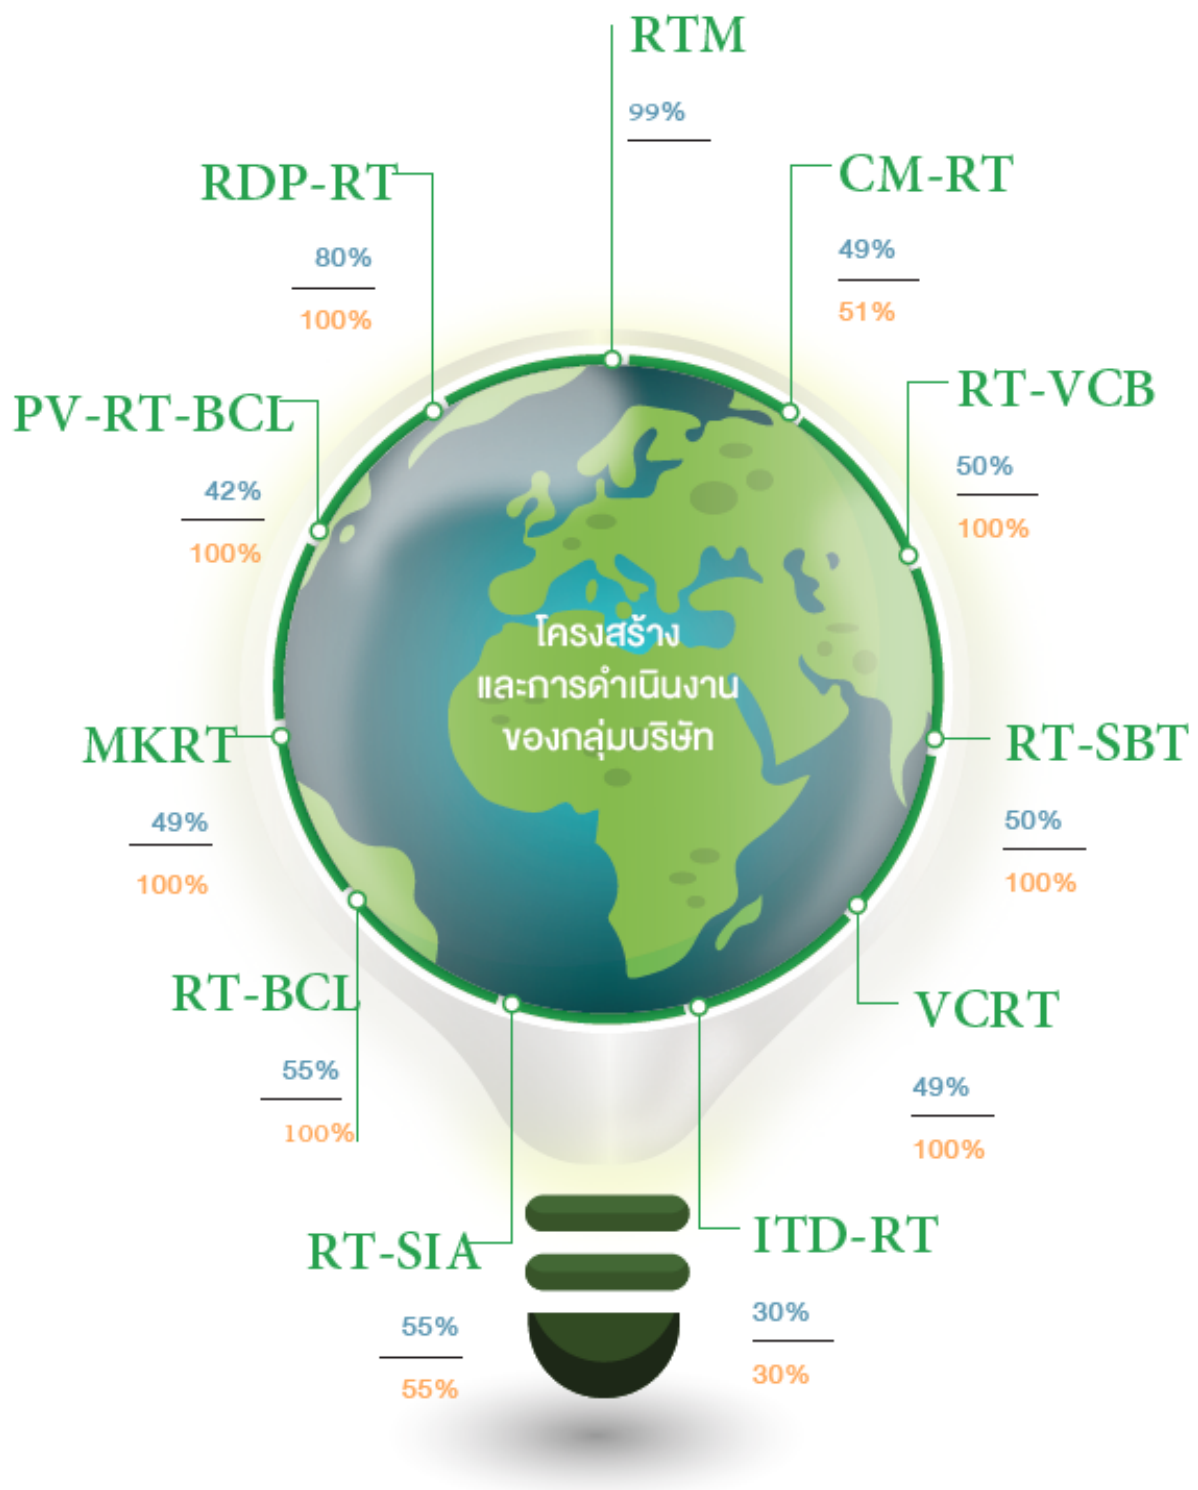 RTM
99%
CM-RT
49%
51%
RDP-RT
80%
100%
RT-VCB
50%
100%
PV-RT-BCL
42%
100%
โครงสร้าง
และการดำเนินงาน
ของกลุ่มบริษัท
RT-SBT
50%
100%
MKRT
49%
100%
VCRT
49%
100%
RT-BCL
55%
100%
ITD-RT
30%
30%
RT-SIA
55%
55%